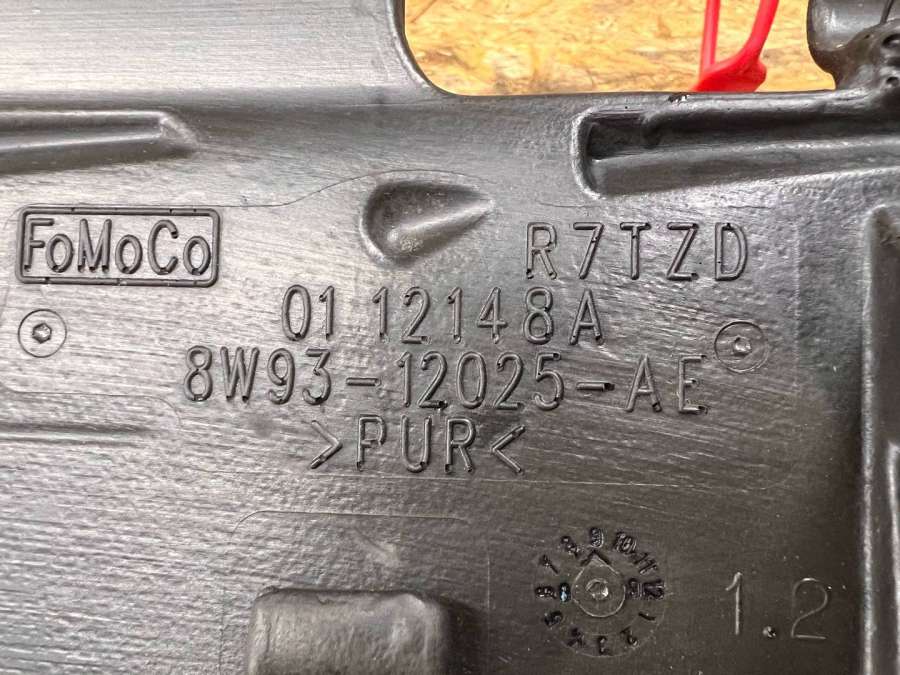 FoMoCo
R7TZD
01 12148A
8W93-12025-AE
>PUR<
1.2